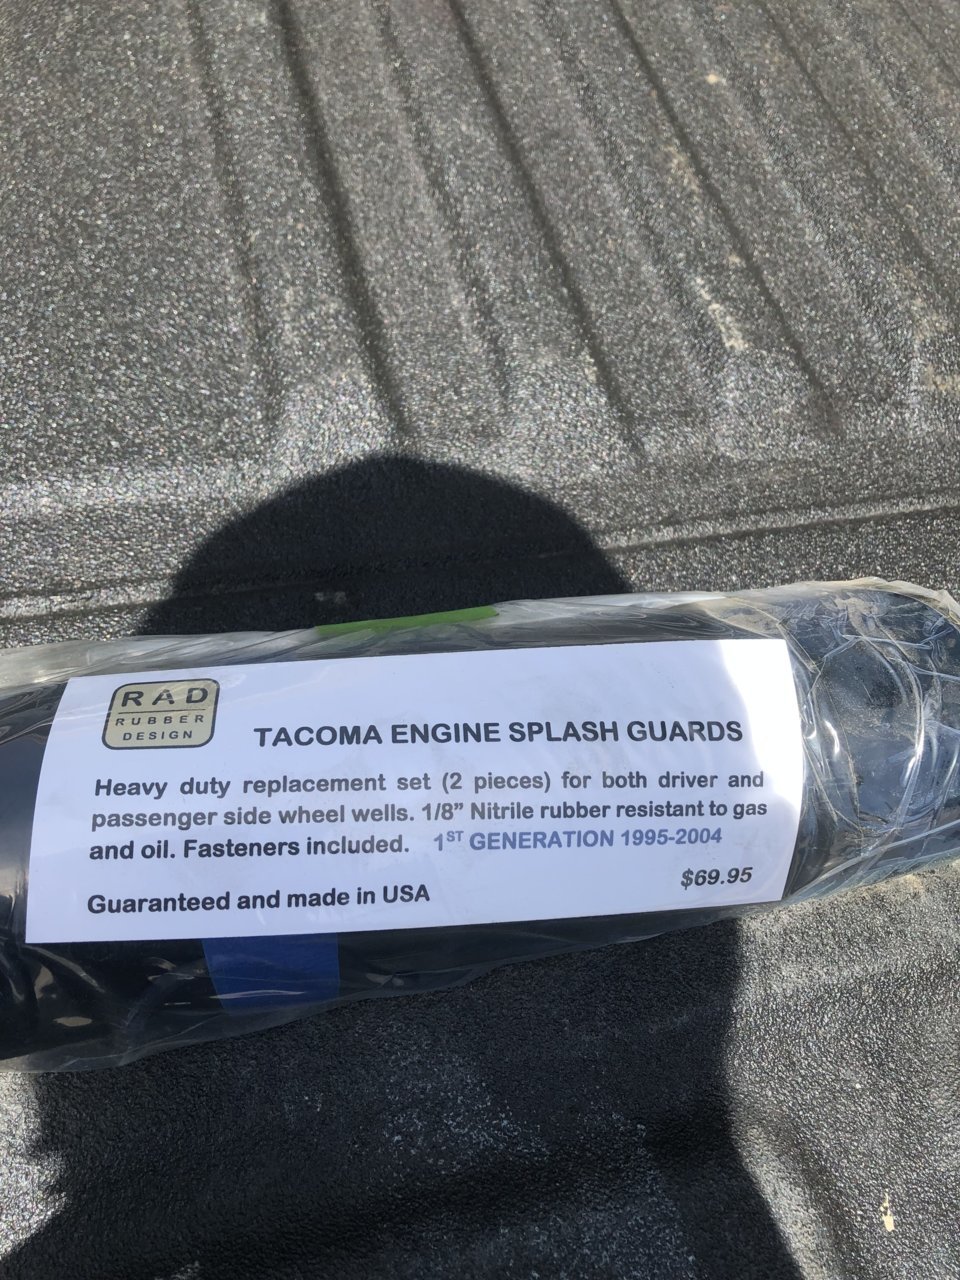 RAD
RUBBER
DESIGN
TACOMA ENGINE SPLASH GUARDS
Heavy duty replacement set (2 pieces) for both driver and
passenger side wheel wells. 1/8” Nitrile rubber resistant to gas
and oil. Fasteners included. 1ST GENERATION 1995-2004
$69.95
Guaranteed and made in USA